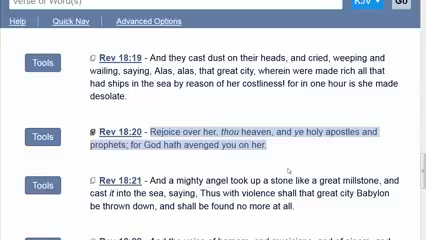 Verse or Word(s)
KJV
Go
Help Quick Nav Advanced Options
Tools
Rev 18:19 - And they cast dust on their heads, and cried, weeping and
wailing, saying, Alas, alas, that great city, wherein were made rich all that
had ships in the sea by reason of her costliness! for in one hour is she made
desolate.
Tools
Rev 18:20 - Rejoice over her, thou heaven, and ye holy apostles and
prophets; for God hath avenged you on her.
Tools
Rev 18:21 - And a mighty angel took up a stone like a great millstone, and
cast it into the sea, saying, Thus with violence shall that great city Babylon
be thrown down, and shall be found no more at all.